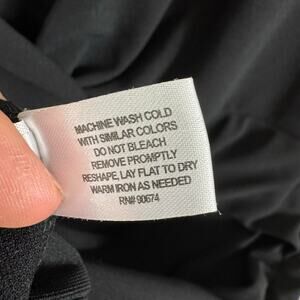 MACHINE WASH COLD
WITH SIMILAR COLORS
DO NOT BLEACH
REMOVE PROMPTLY
RESHAPE, LAY FLAT TO DRY
WARM IRON AS NEEDED
RN# 90674